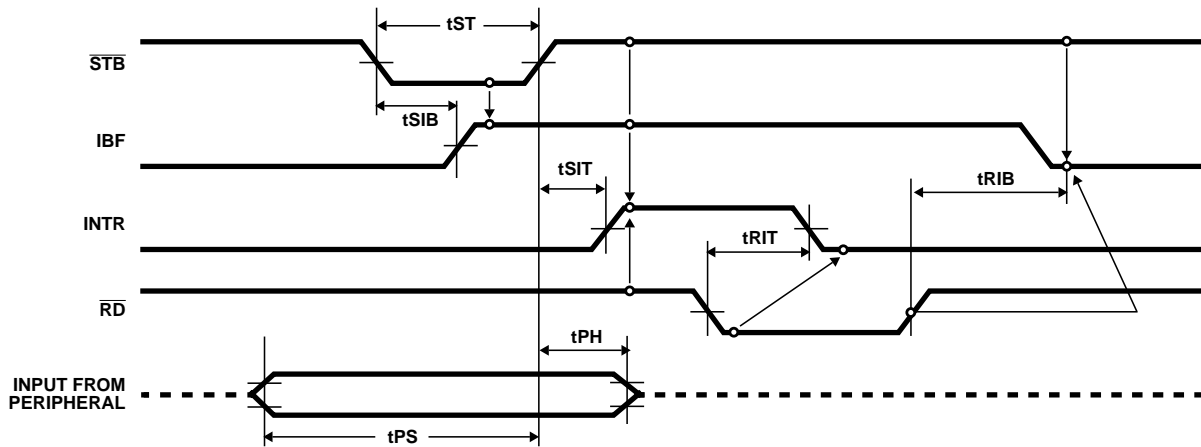 tST
STB
tSIB
IBF
tSIT
tRIB
INTR
tRIT
RD
tPH
INPUT FROM
PERIPHERAL
tPS